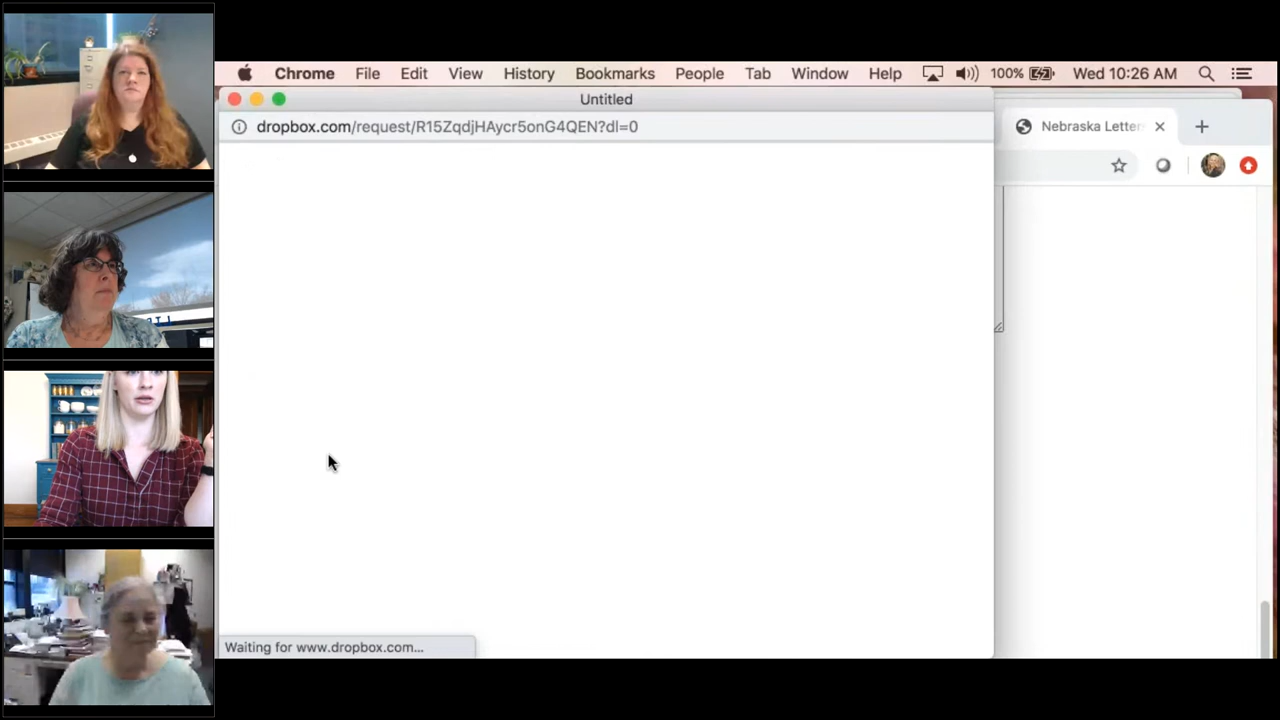 Chrome File Edit View History Bookmarks People Tab Window Help 100% Wed 10:26 AM
Untitled
dropbox.com/request/R15ZqdjHAycr5onG4QEN?dl=0
Nebraska Letter
Waiting for www.dropbox.com...